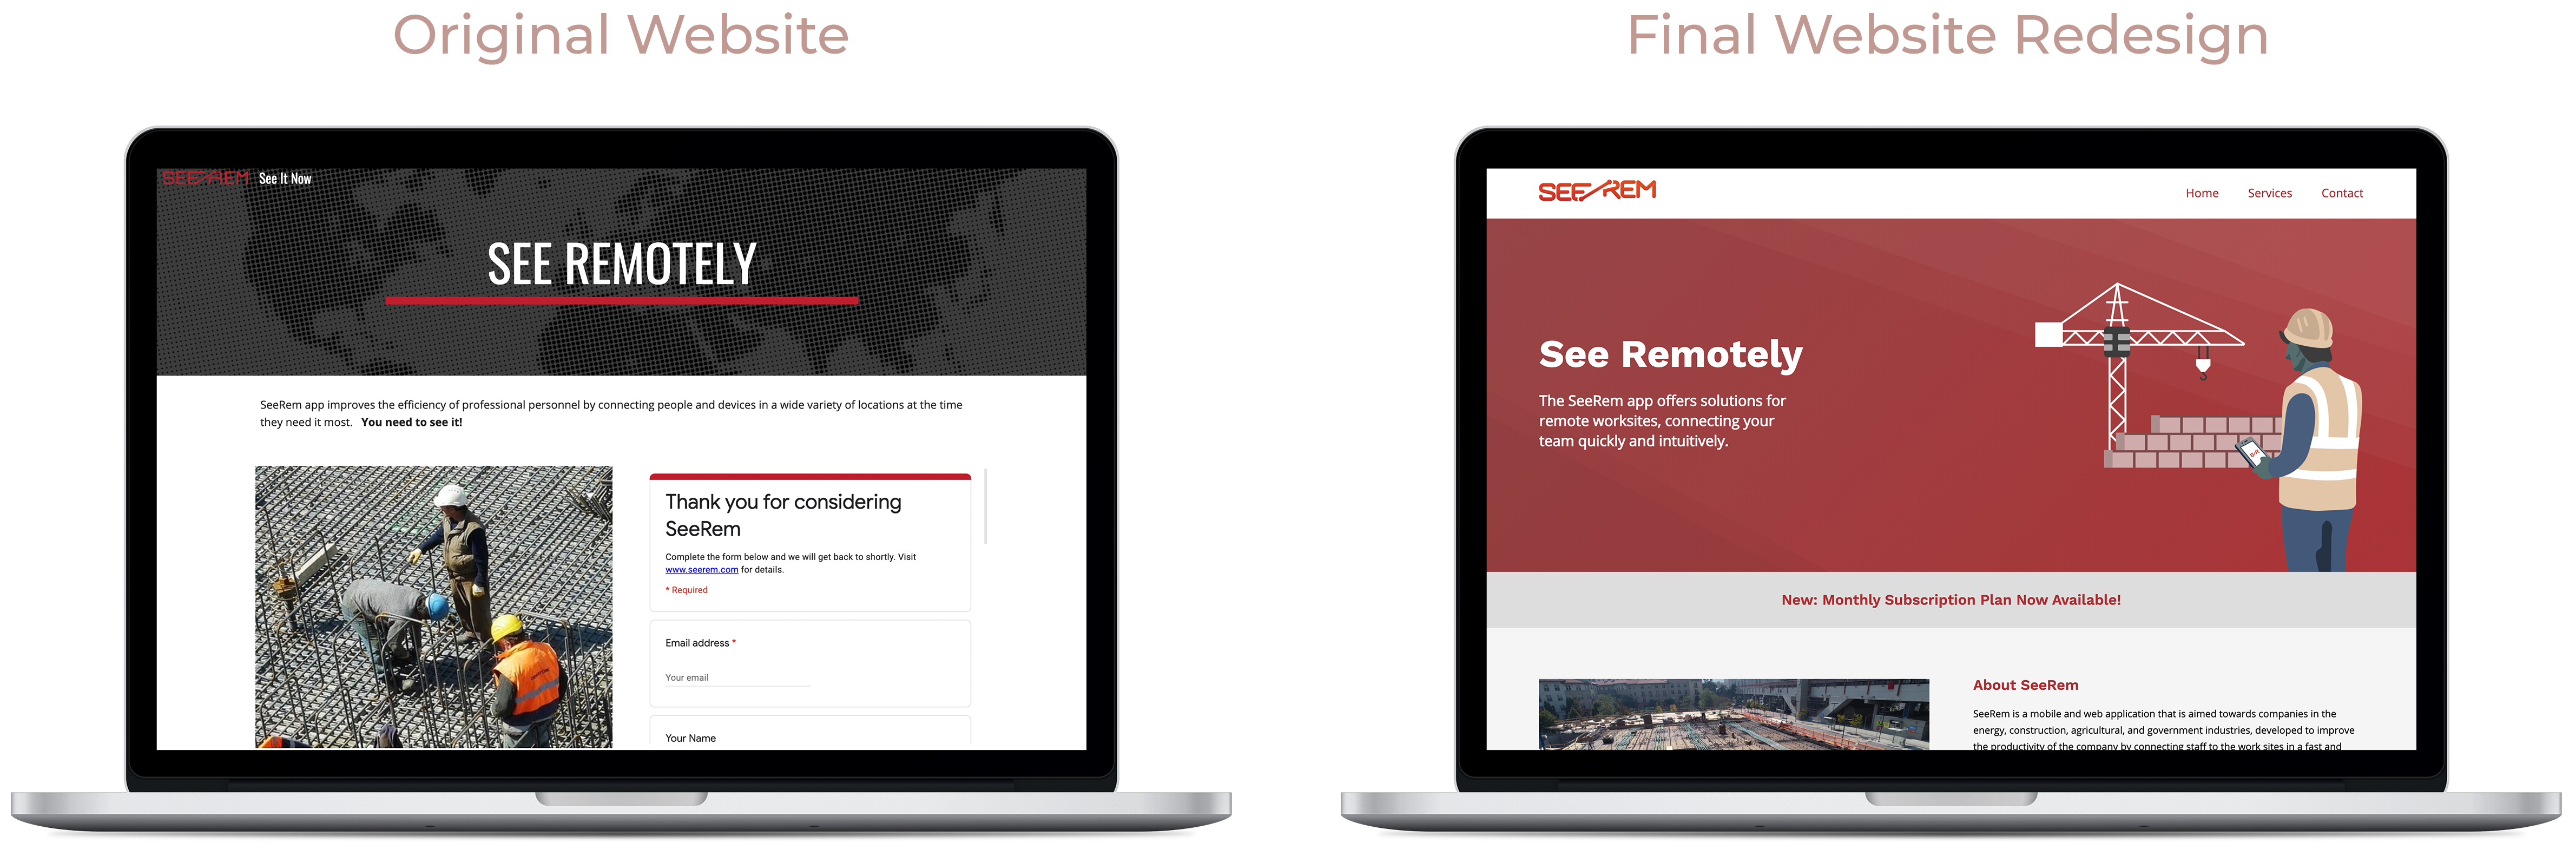 Original Website
SEEREM See It Now
SEE REMOTELY
SeeRem app improves the efficiency of professional personnel by connecting people and devices in a wide variety of locations at the time
they need it most. You need to see it!
Thank you for considering
SeeRem
Complete the form below and we will get back to shortly. Visit
www.seerem.com for details.
* Required
Email address *
Your email
Your Name
Final Website Redesign
SEEREM
Home Services Contact
See Remotely
The SeeRem app offers solutions for
remote worksites, connecting your
team quickly and intuitively.
New: Monthly Subscription Plan Now Available!
About SeeRem
SeeRem is a mobile and web application that is aimed towards companies in the
energy, construction, agricultural, and government industries, developed to improve
the productivity of the company by connecting staff to the work sites in a fast and